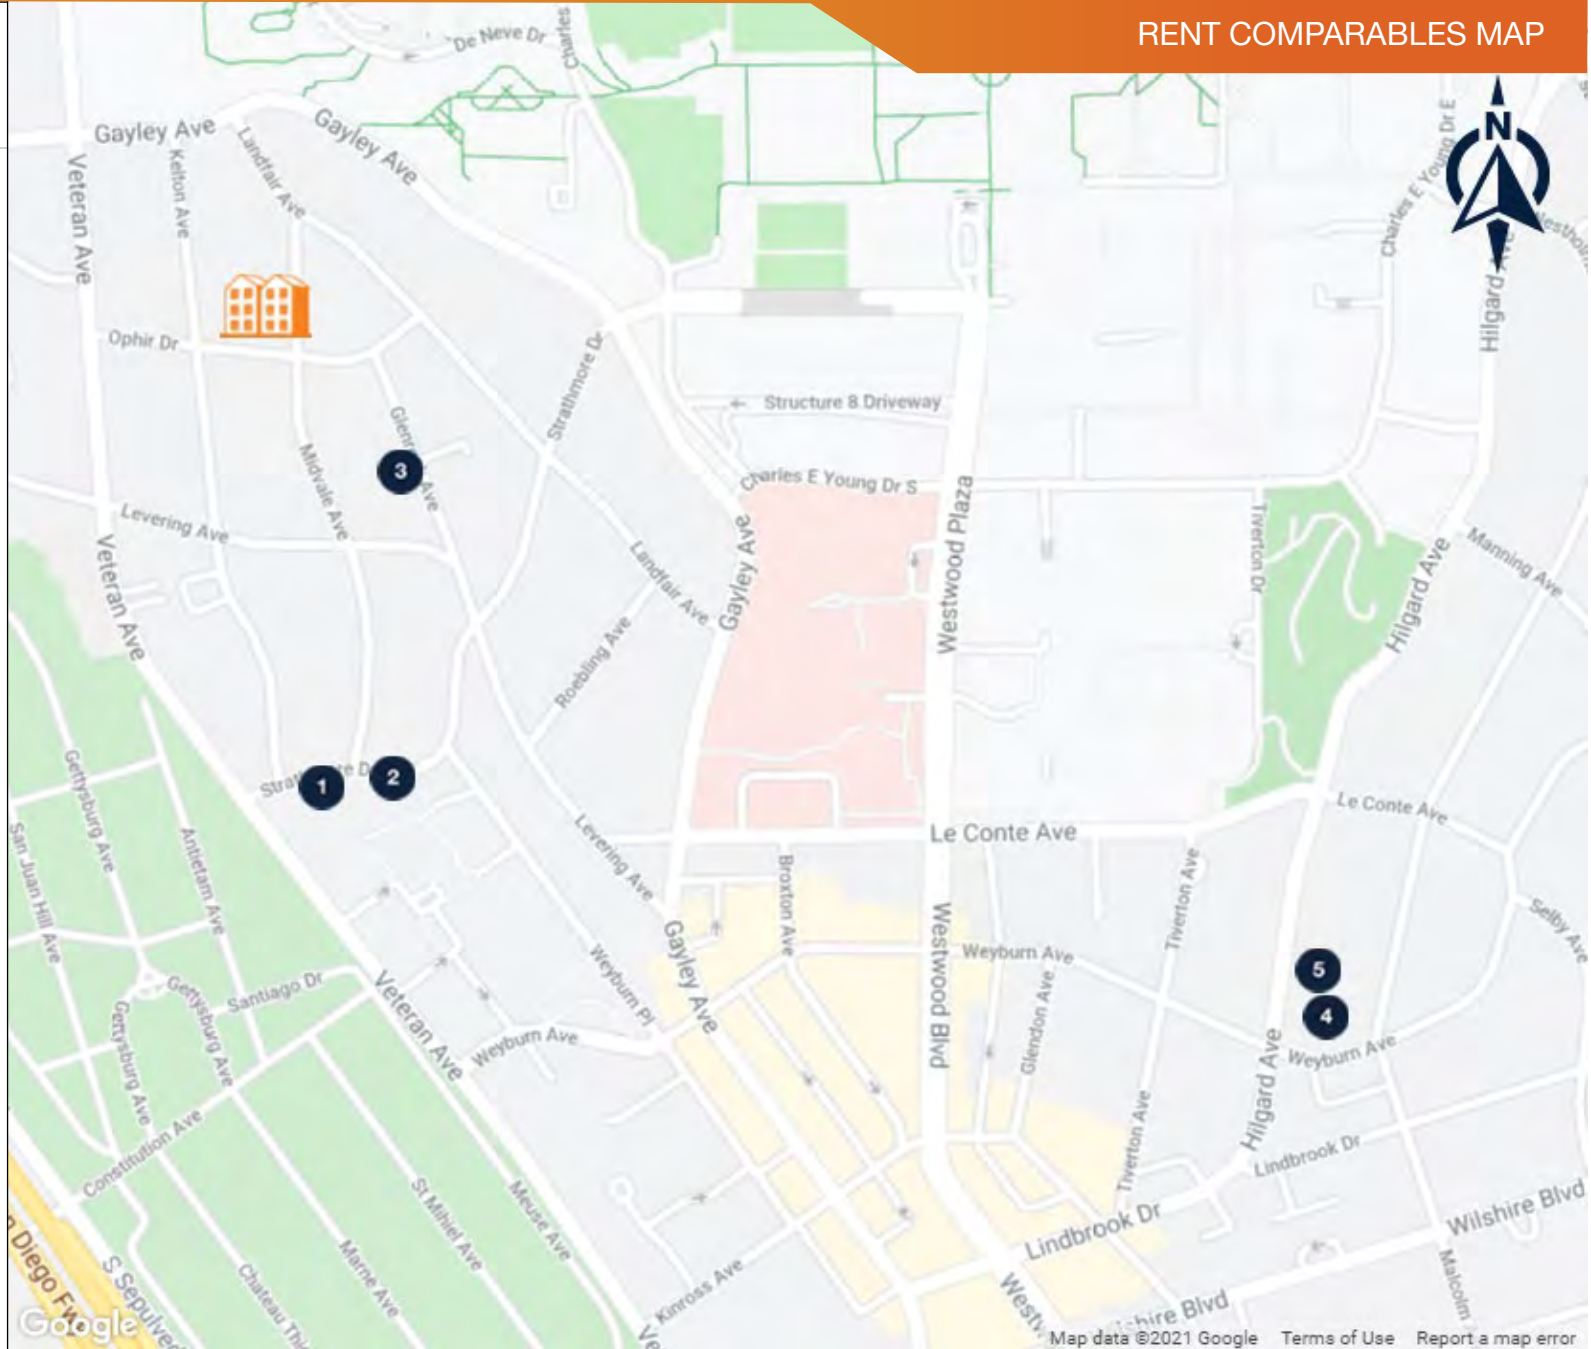 RENT COMPARABLES MAP
De Neve Dr
Charles
N
Gayley Ave
Gayley Ave
Landfair Ave
Kelton Ave
Veteran Ave
Charles E Young Dr E
Hilgard Ave
Ophir Dr
Strathmore Dr
Structure 8 Driveway
3
Midvale Ave
Levering Ave
Charles E Young Dr S
Westwood Plaza
Gayley Ave
Landfair Ave
Tiverton Dr
Manning Ave
Hilgard Ave
Veteran Ave
Roebling Ave
1
2
Gettysburg Ave
San Juan Hill Ave
Antietam Ave
Levering Ave
Le Conte Ave
Le Conte Ave
Broxton Ave
Tiverton Ave
Selby Ave
Weyburn Ave
Westwood Blvd
Gayley Ave
Weyburn Pl
5
4
Santiago Dr
Gettysburg Ave
Gettysburg Ave
Veteran Ave
Weyburn Ave
Glendon Ave
Weyburn Ave
Hilgard Ave
Constitution Ave
Tiverton Ave
Lindbrook Dr
St Mihiel Ave
Meuse Ave
Marne Ave
Kinross Ave
Lindbrook Dr
Wilshire Blvd
Malcolm
Diego
Google
Map data ©2021 Google Terms of Use Report a map error